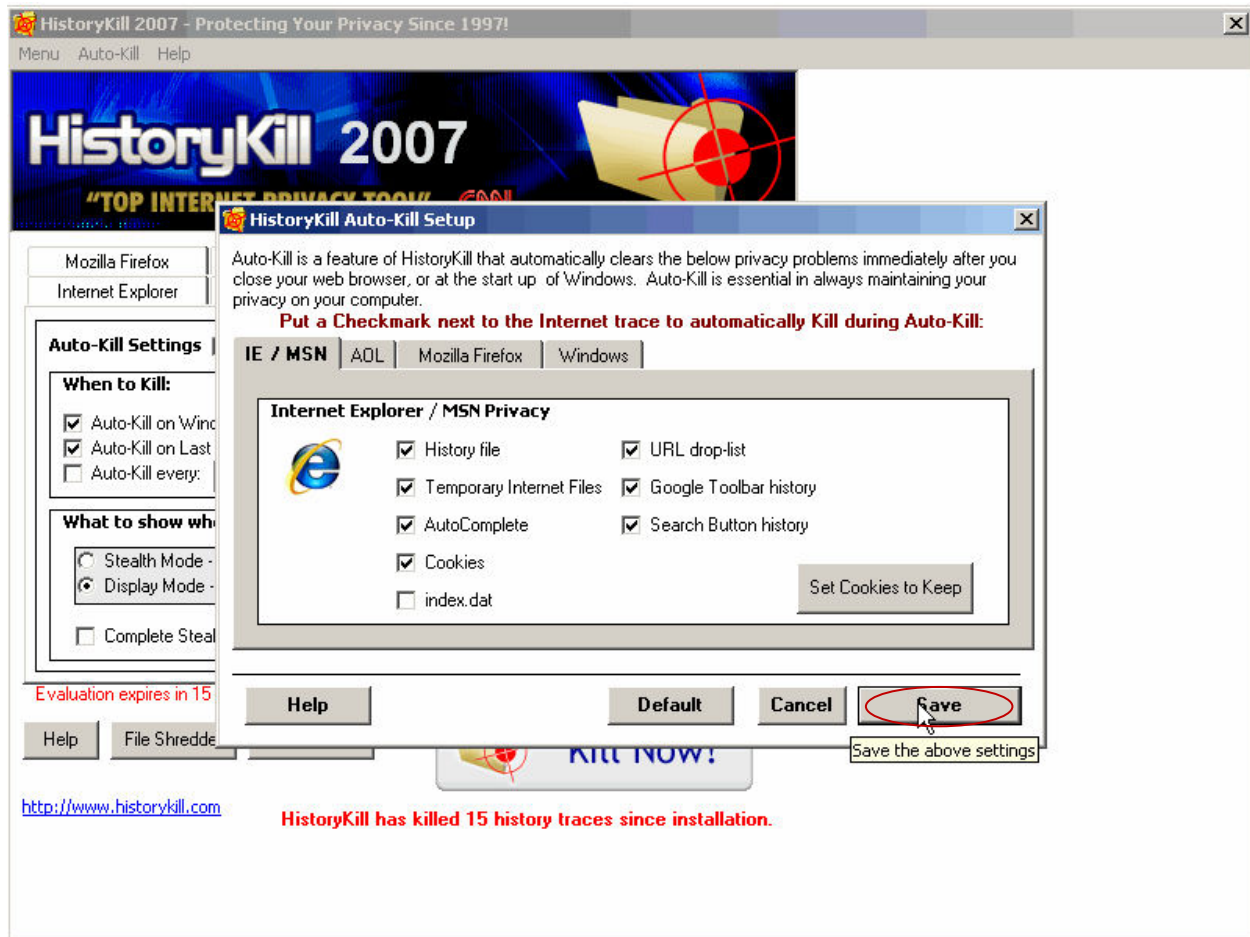 HistoryKill 2007 - Protecting Your Privacy Since 1997!
Menu Auto-Kill Help
HistoryKill 2007
"TOP INTERNET PRIVACY TOOL" CNN
HistoryKill Auto-Kill Setup
Auto-Kill is a feature of HistoryKill that automatically clears the below privacy problems immediately after you
close your web browser, or at the start up of Windows. Auto-Kill is essential in always maintaining your
privacy on your computer.
Put a Checkmark next to the Internet trace to automatically Kill during Auto-Kill:
IE / MSN AOL Mozilla Firefox Windows
Internet Explorer / MSN Privacy
History file
Temporary Internet Files
AutoComplete
Cookies
index.dat
URL drop-list
Google Toolbar history
Search Button history
Set Cookies to Keep
Help Default Cancel Save
Save the above settings
Mozilla Firefox
Internet Explorer
Auto-Kill Settings
When to Kill:
Auto-Kill on
Auto-Kill on Last
Auto-Kill every:
What to show
Stealth Mode -
Display Mode -
Complete
Evaluation expires in 15
Help File
Kill Now!
http://www.historykill.com
HistoryKill has killed 15 history traces since installation.